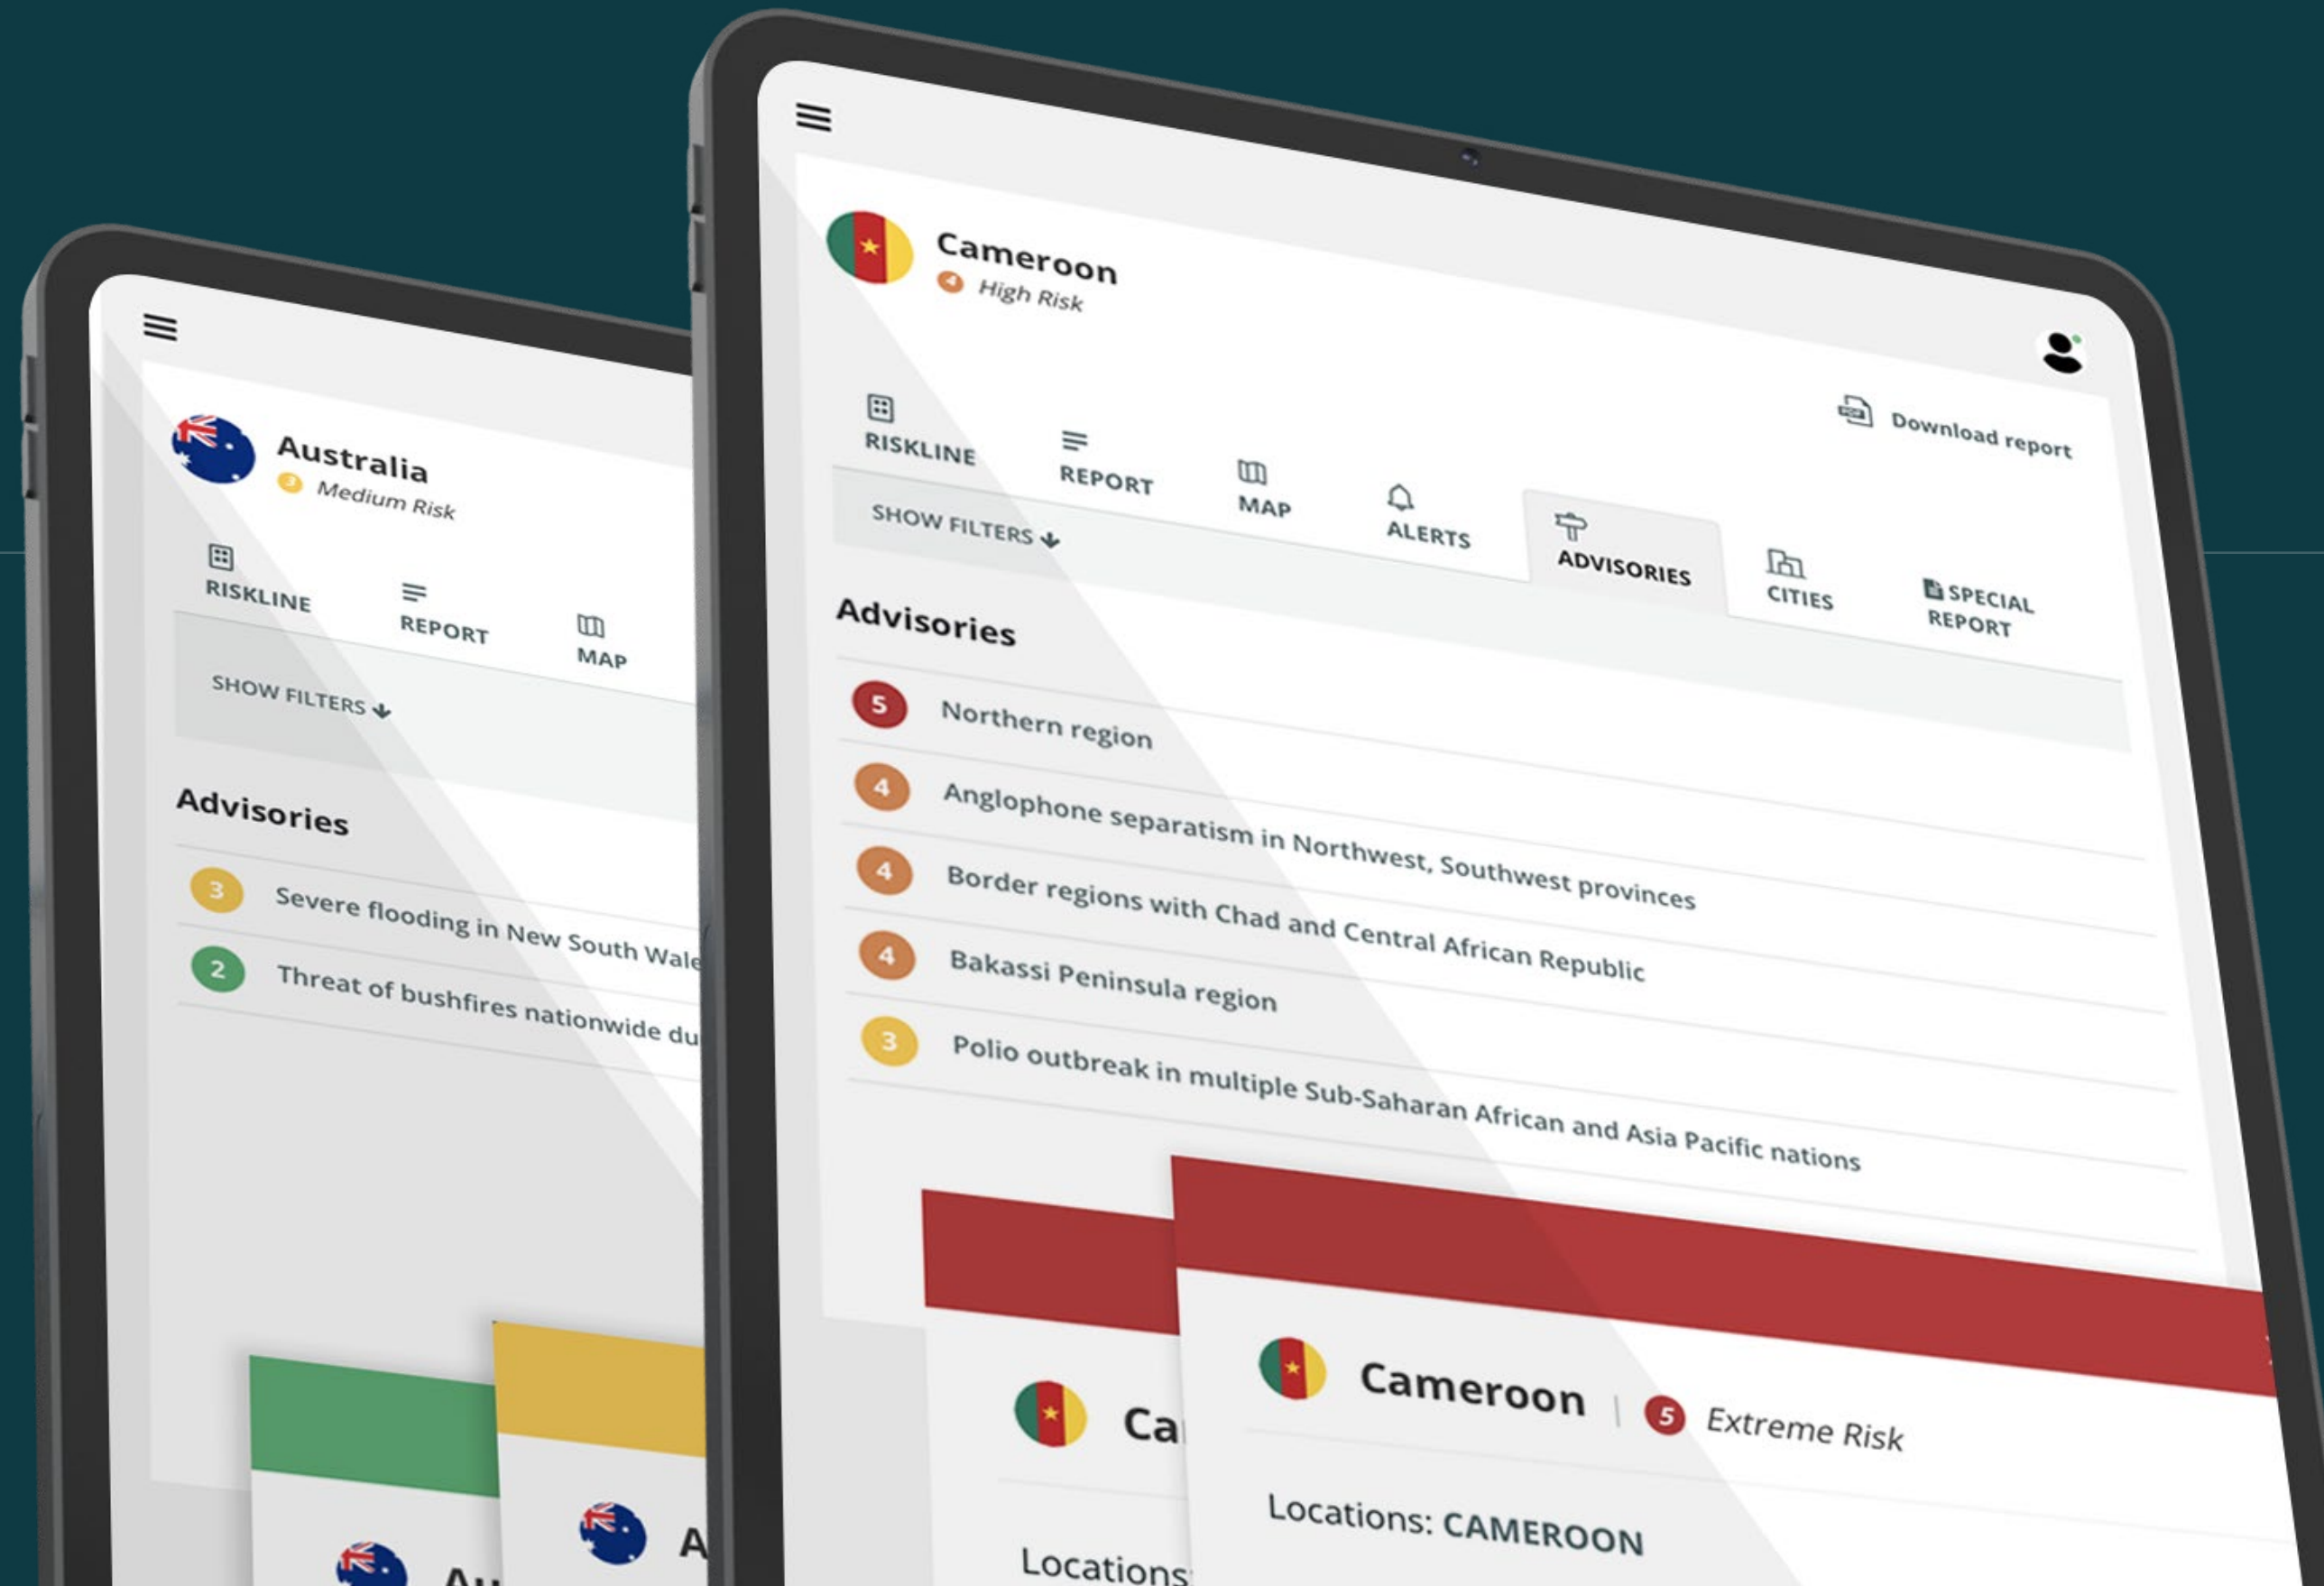 Australia
3 Medium Risk
RISKLINE
REPORT
MAP
SHOW FILTERS
Advisories
3 Severe flooding in New South
2 Threat of bushfires nationwide
Cameroon
4 High Risk
PDF Download report
RISKLINE
REPORT
MAP
ALERTS
ADVISORIES
CITIES
SPECIAL
REPORT
SHOW FILTERS
Advisories
5 Northern region
4 Anglophone separatism in Northwest, Southwest provinces
4 Border regions with Chad and Central African Republic
4 Bakassi Peninsula region
3 Polio outbreak in multiple Sub-Saharan African and Asia Pacific nations
Locations
Cameroon | 5 Extreme Risk
Locations: CAMEROON